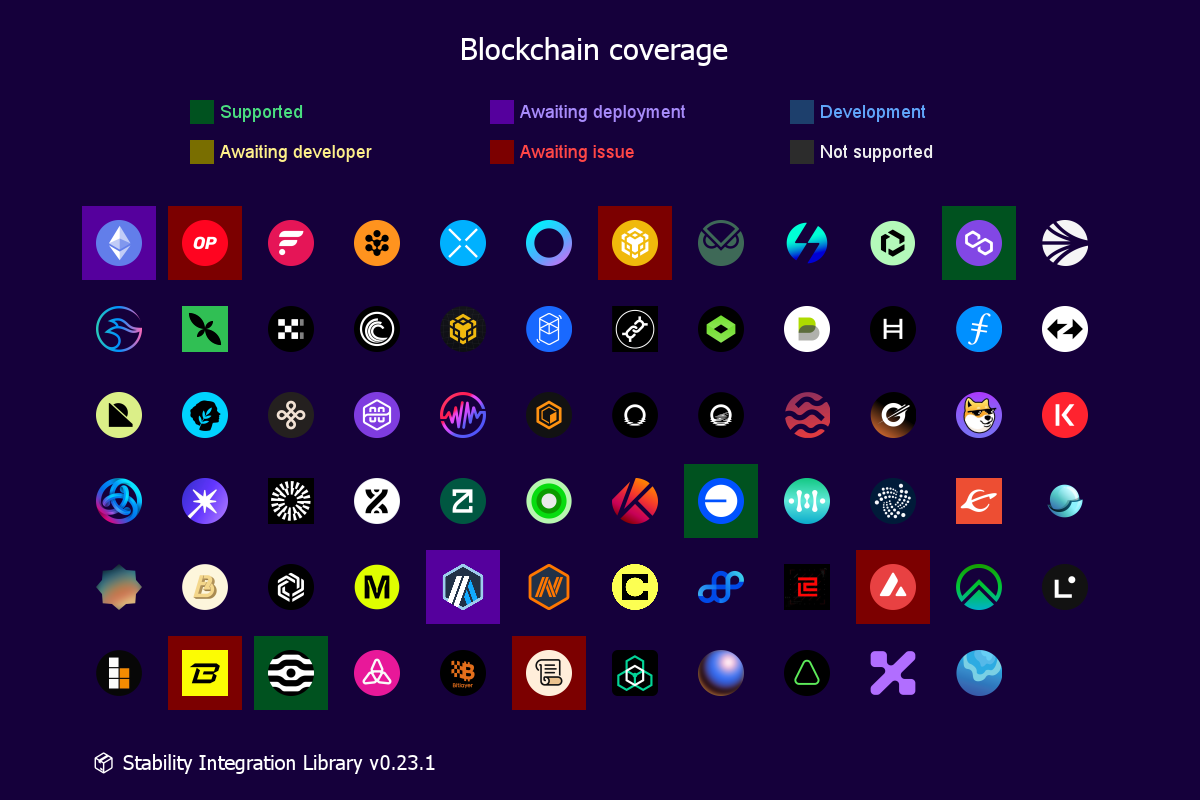 Blockchain coverage
Supported
Awaiting deployment
Development
Awaiting developer
Awaiting issue
Not supported
OP
Bitlayer
Stability Integration Library v0.23.1